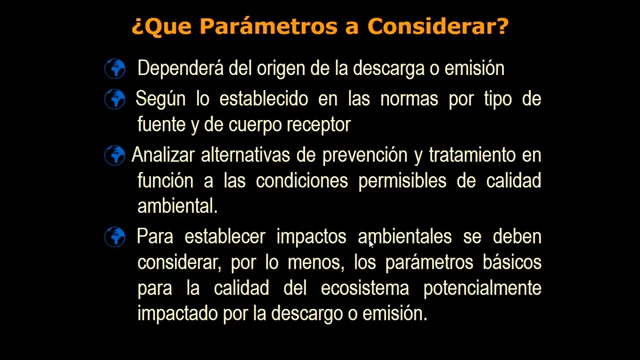 ¿Que Parámetros a Considerar?
Dependerá del origen de la descarga o emisión
Según lo establecido en las normas por tipo de
fuente y de cuerpo receptor
Analizar alternativas de prevención y tratamiento en
función a las condiciones permisibles de calidad
ambiental.
Para establecer impactos ambientales se deben
considerar, por lo menos, los parámetros básicos
para la calidad del ecosistema potencialmente
impactado por la descargo o emisión.